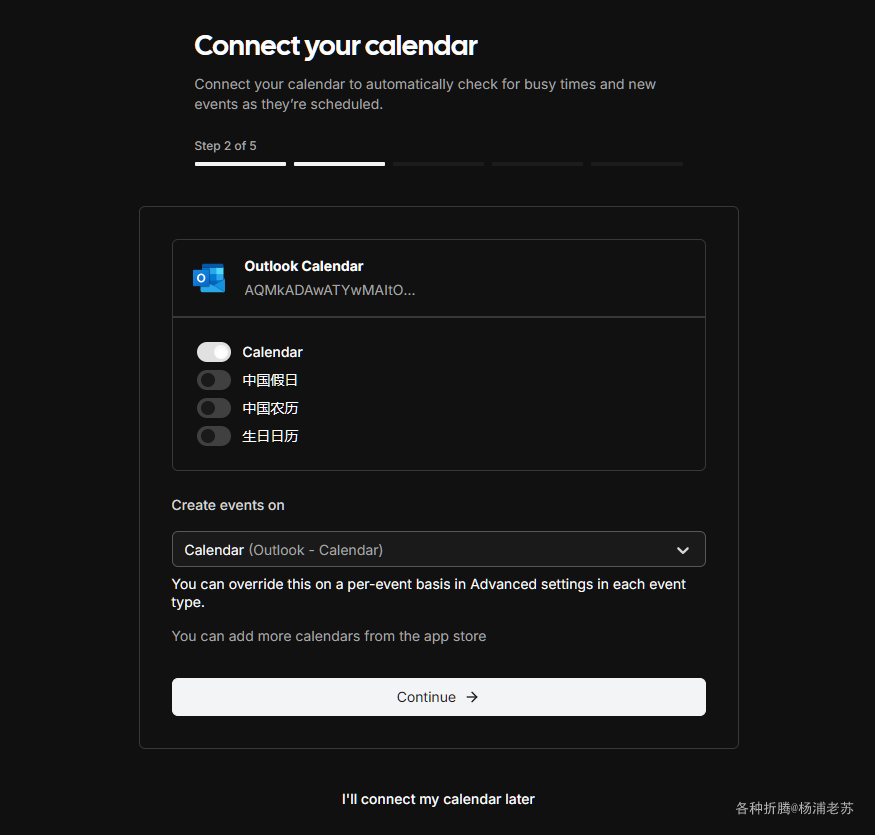 Connect your calendar
Connect your calendar to automatically check for busy times and new
events as they’re scheduled.
Step 2 of 5
Outlook Calendar
AQMkADAwATYwMAItO...
Calendar
中国假日
中国农历
生日日历
Create events on
Calendar (Outlook - Calendar)
You can override this on a per-event basis in Advanced settings in each event
type.
You can add more calendars from the app store
Continue →
I'll connect my calendar later
各种折腾@杨浦老苏